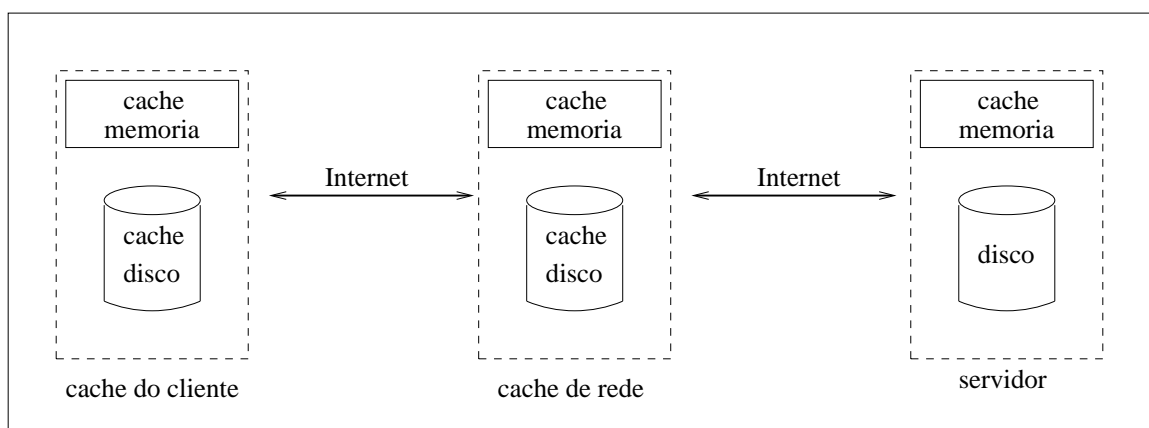 cache
memoria
cache
disco
cache do cliente
Internet
cache
memoria
cache
disco
cache de rede
Internet
cache
memoria
disco
servidor